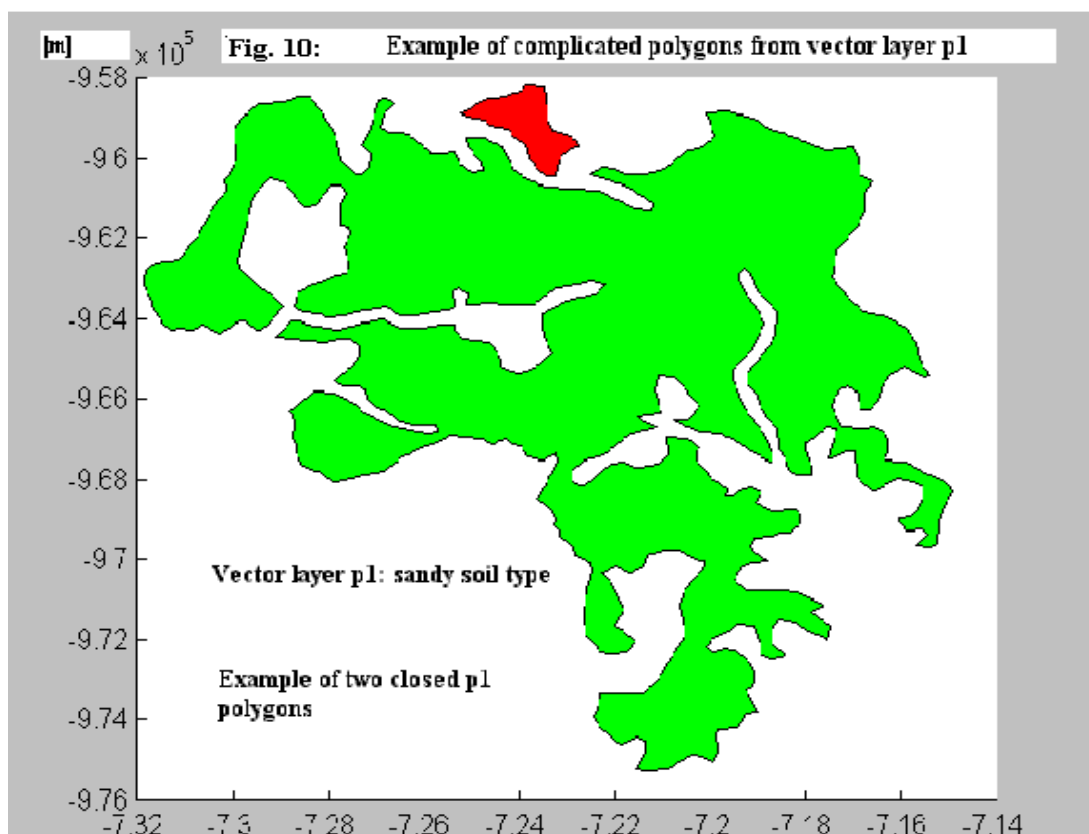 [m]
× 10⁵
Fig. 10: Example of complicated polygons from vector layer p1
-9.58
-9.6
-9.62
-9.64
-9.66
-9.68
-9.7
-9.72
-9.74
-9.76
Vector layer p1: sandy soil type
Example of two closed p1
polygons
-7.32 -7.3 -7.28 -7.26 -7.24 -7.22 -7.2 -7.18 -7.16 -7.14